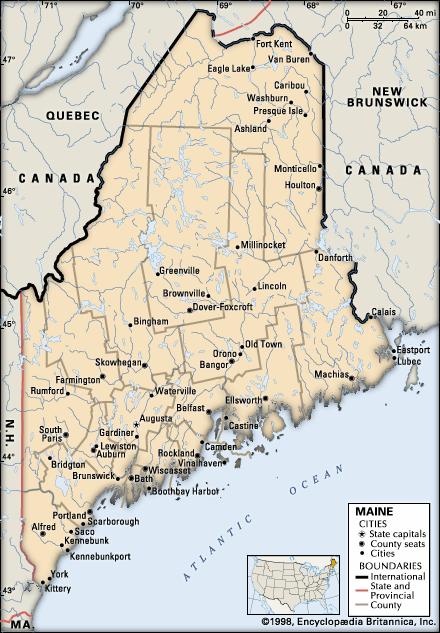 70°
69°
68°
67°
0 20 40 mi
0 32 64 km
47°
Fort Kent
Van Buren
Eagle Lake
Caribou
Washburn
Presque Isle
Ashland
NEW
BRUNSWICK
QUEBEC
CANADA
CANADA
Monticello
Houlton
46°
Millinocket
Danforth
Greenville
Brownville
Lincoln
Dover-Foxcroft
45°
Bingham
Calais
Old Town
Orono
Bangor
Eastport
Lubec
Skowhegan
Machias
Farmington
Rumford
Waterville
Ellsworth
Belfast
Augusta
Castine
Gardiner
South
Paris
Lewiston
Auburn
Camden
Rockland
Vinalhaven
44°
Bridgton
Wiscasset
Brunswick
Bath
Boothbay Harbor
N.H.
Portland
Scarborough
Alfred
Saco
Kennebunk
Kennebunkport
York
Kittery
43°
MA.
ATLANTIC OCEAN
MAINE
CITIES
State capitals
County seats
Cities
BOUNDARIES
International
State and
Provincial
County
©1998, Encyclopædia Britannica, Inc.